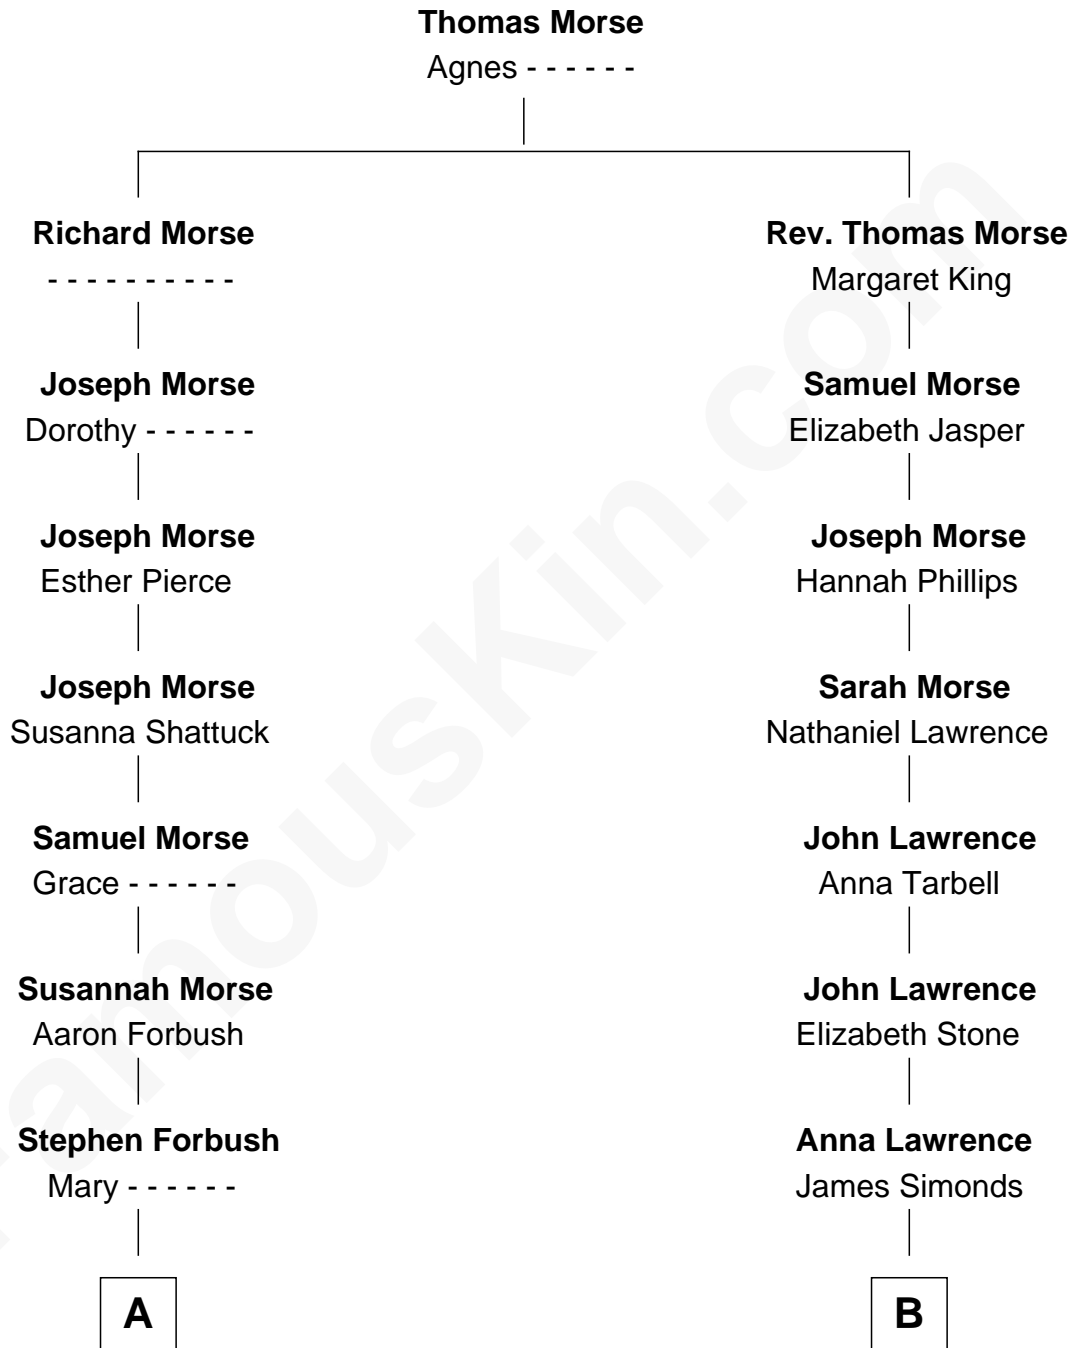 Thomas Morse
Agnes - - - - - -
Richard Morse
- - - - - - - - - -
Rev. Thomas Morse
Margaret King
Joseph Morse
Dorothy - - - - - -
Samuel Morse
Elizabeth Jasper
Joseph Morse
Esther Pierce
Joseph Morse
Hannah Phillips
Joseph Morse
Susanna Shattuck
Sarah Morse
Nathaniel Lawrence
Samuel Morse
Grace - - - - - -
John Lawrence
Anna Tarbell
Susannah Morse
Aaron Forbush
John Lawrence
Elizabeth Stone
Stephen Forbush
Mary - - - - - -
Anna Lawrence
James Simonds
A
B
FamousKin.com